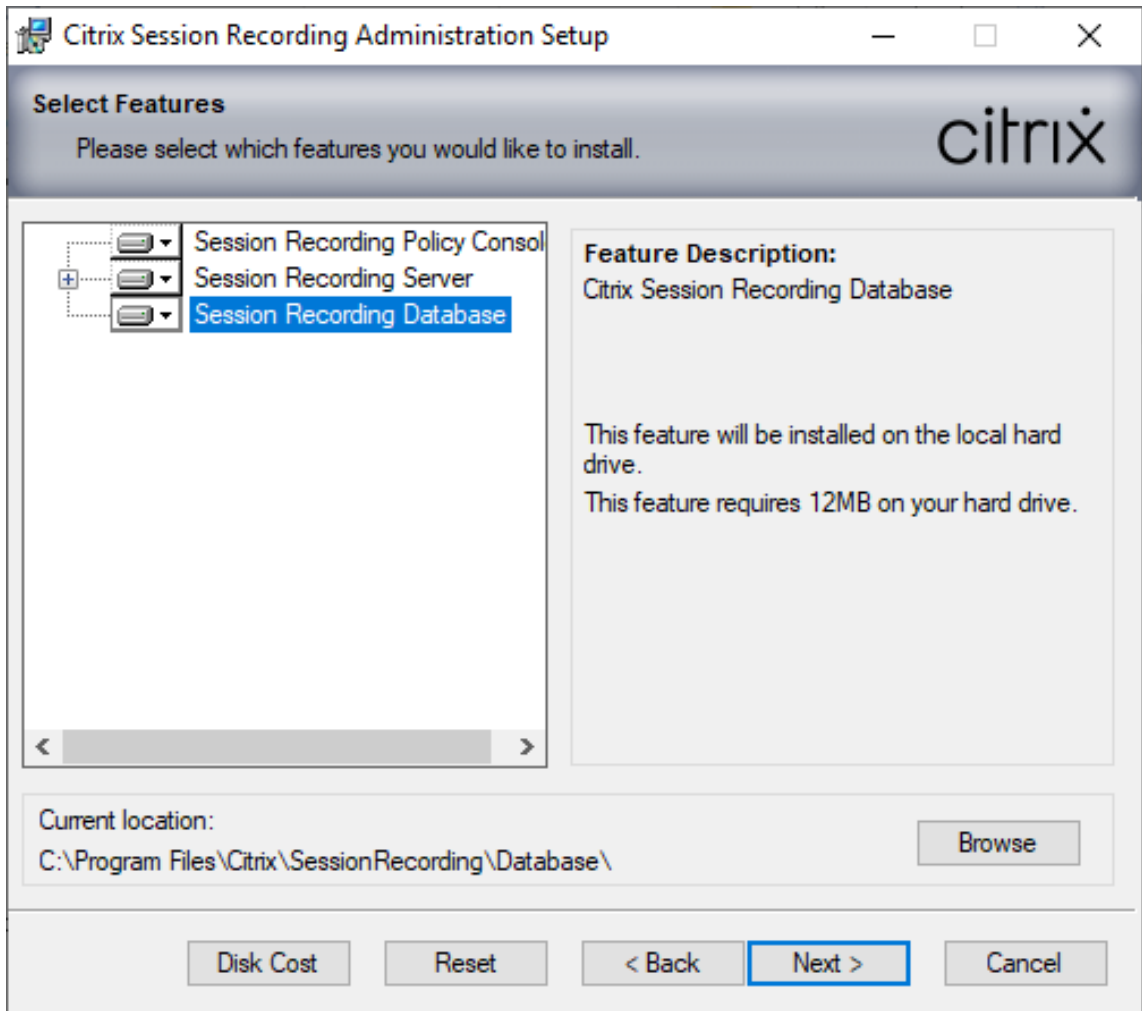 Citrix Session Recording Administration Setup
Select Features
Please select which features you would like to install.
citrix
Session Recording Policy Consol
Session Recording Server
Session Recording Database
Feature Description:
Citrix Session Recording Database
This feature will be installed on the local hard
drive.
This feature requires 12MB on your hard drive.
Current location:
C:\Program Files\Citrix\SessionRecording\Database\
Browse
Disk Cost
Reset
< Back
Next >
Cancel